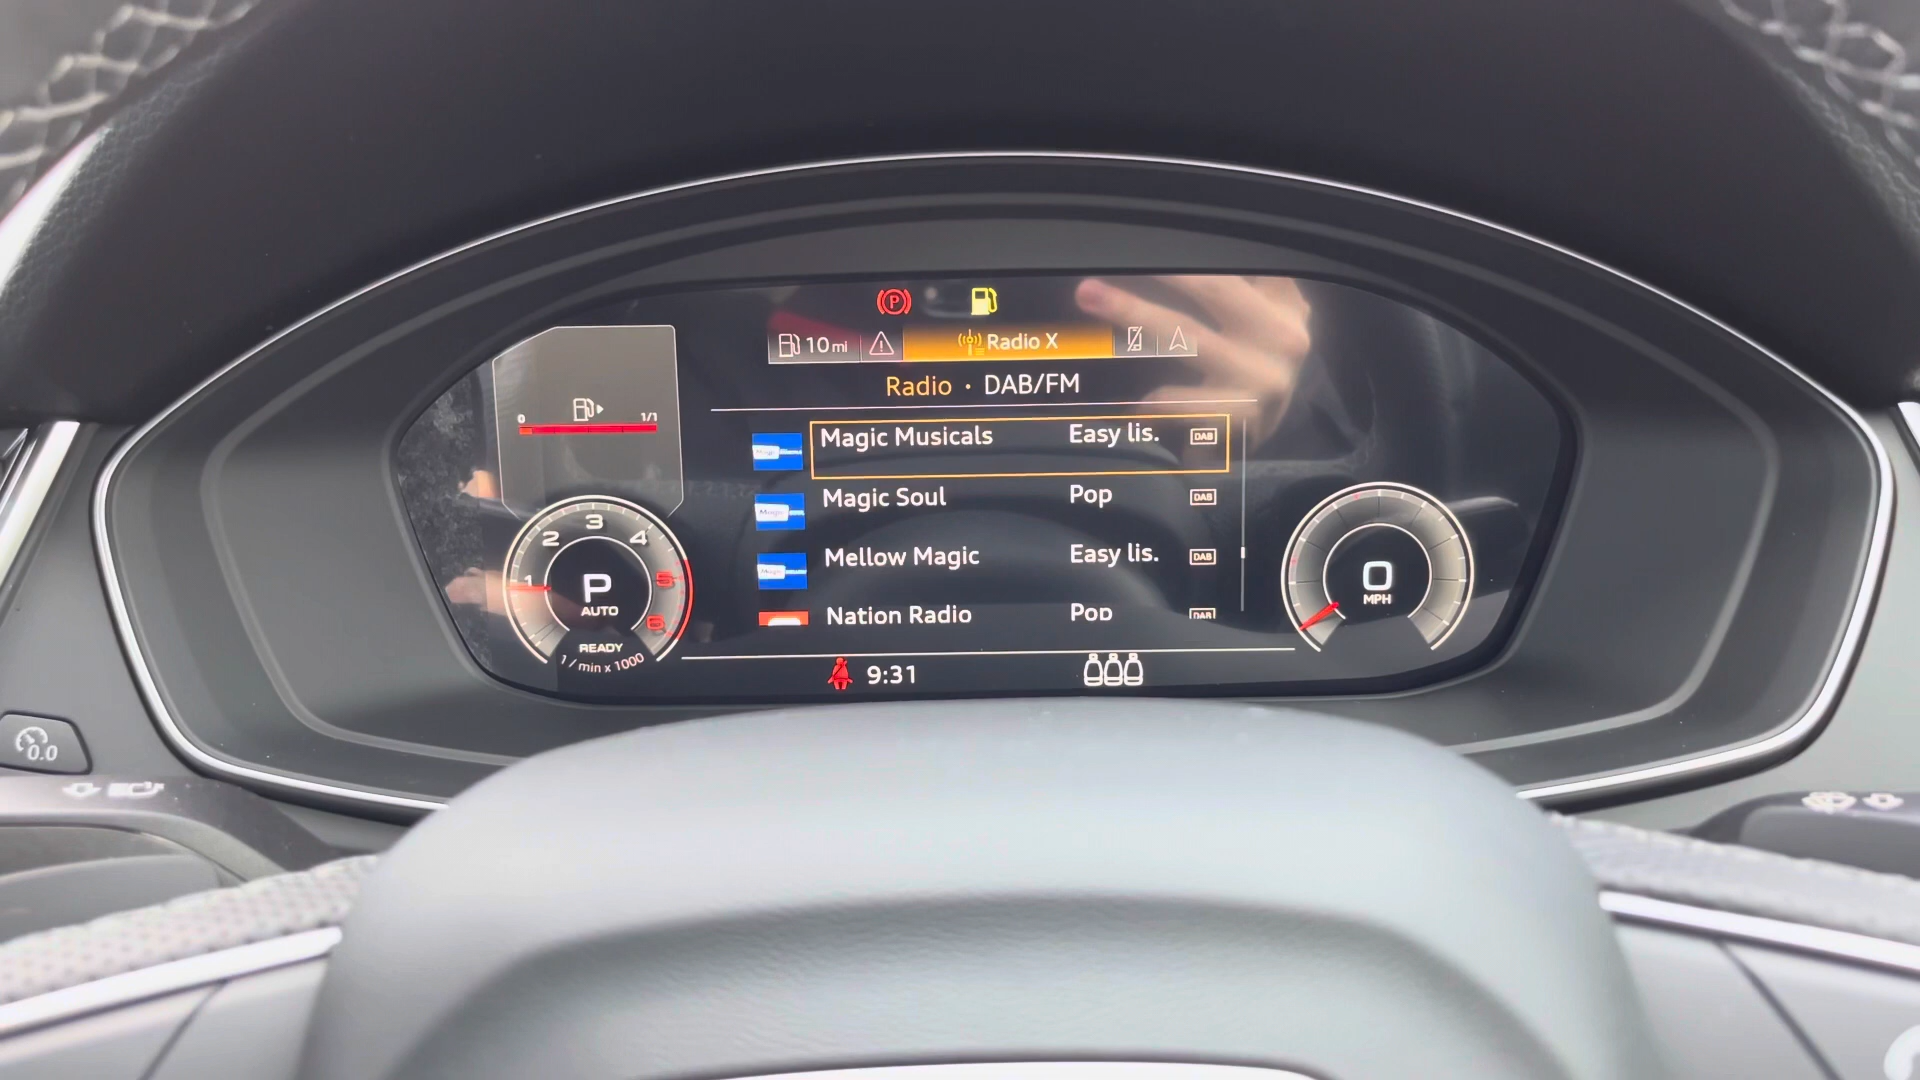 P
10 mi
Radio X
Radio · DAB/FM
0
1/1
Magic Musicals Easy lis. DAB
Magic Soul Pop DAB
Mellow Magic Easy lis. DAB
Nation Radio Pop DAB
1 2 3 4 5 6
P
AUTO
READY
1 / min x 1000
0
MPH
9:31
0.0